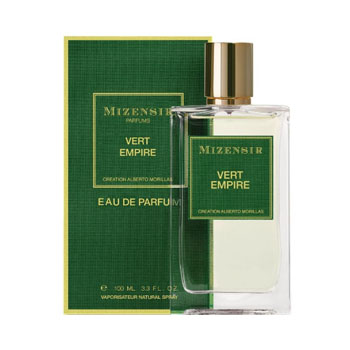 MIZENSIR
PARFUMS
VERT
EMPIRE
CREATION ALBERTO MORILLAS
EAU DE PARFUM
e 100 ML 3.3 FL. OZ.
VAPORISATEUR NATURAL SPRAY
MIZENSIR
VERT
EMPIRE
CREATION ALBERTO MORILLAS